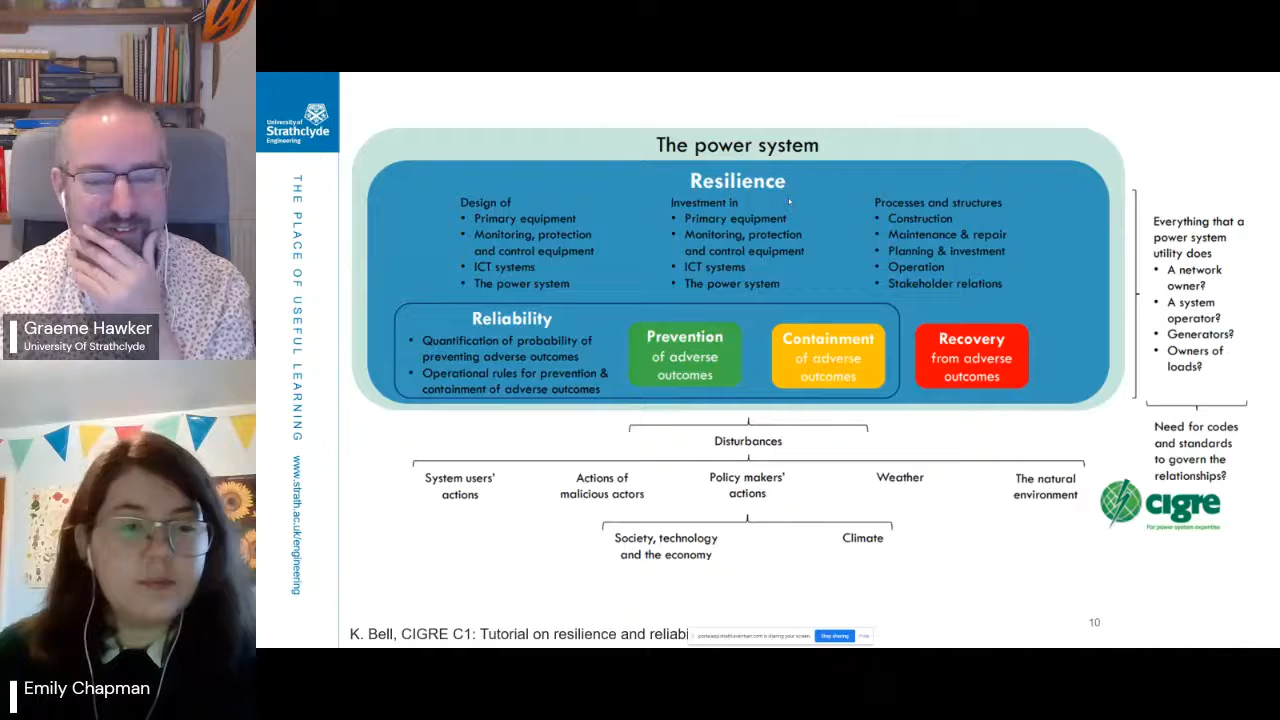 Graeme Hawker
University Of Strathclyde
Emily Chapman
University of
Strathclyde
Engineering
THE PLACE OF USEFUL LEARNING www.strath.ac.uk/engineering
The power system
Resilience
Design of
• Primary equipment
• Monitoring, protection
and control equipment
• ICT systems
• The power system
Investment in
• Primary equipment
• Monitoring, protection
and control equipment
• ICT systems
• The power system
Processes and structures
• Construction
• Maintenance & repair
• Planning & investment
• Operation
• Stakeholder relations
Reliability
• Quantification of probability of
preventing adverse outcomes
• Operational rules for prevention &
containment of adverse outcomes
Prevention
of adverse
outcomes
Containment
of adverse
outcomes
Recovery
from adverse
outcomes
Everything that a
power system
utility does
• A network
owner?
• A system
operator?
• Generators?
• Owners of
loads?
Need for codes
and standards
to govern the
relationships?
Disturbances
System users'
actions
Actions of
malicious actors
Policy makers'
actions
Weather
The natural
environment
Society, technology
and the economy
Climate
cigre
For power system expertise
10
K. Bell, CIGRE C1: Tutorial on resilience and reliabi
is sharing your screen.
Stop sharing
Hide